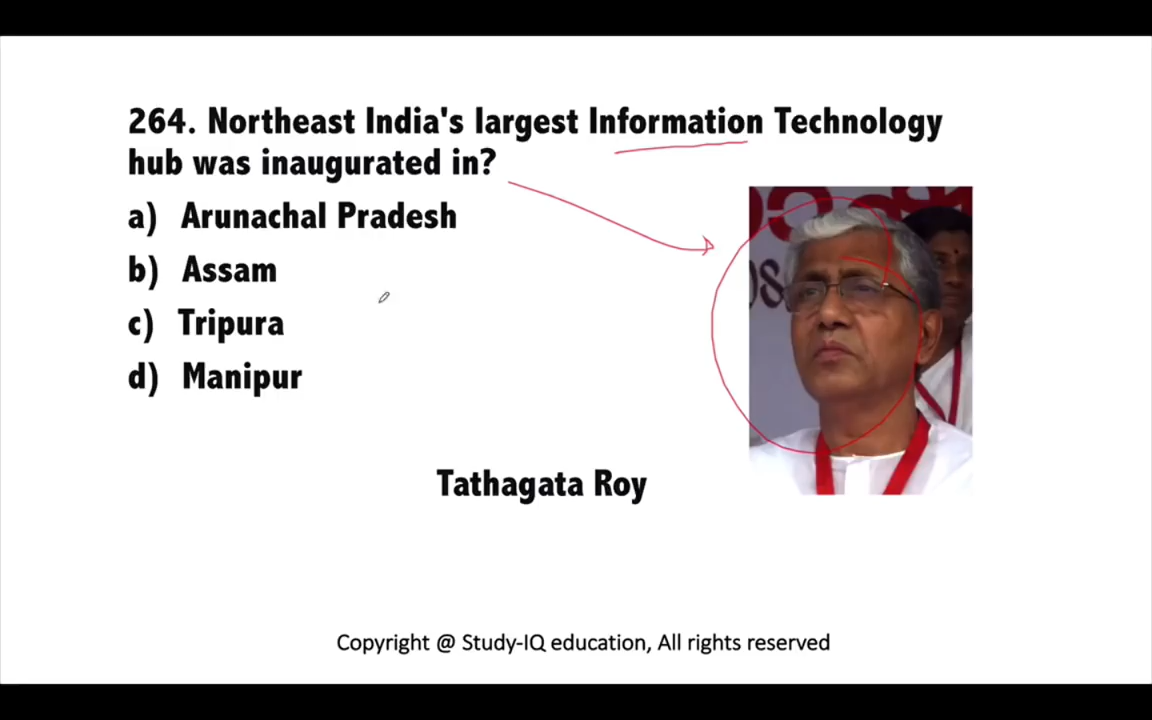 264. Northeast India's largest Information Technology
hub was inaugurated in?
a) Arunachal Pradesh
b) Assam
c) Tripura
d) Manipur
Tathagata Roy
Copyright @ Study-IQ education, All rights reserved